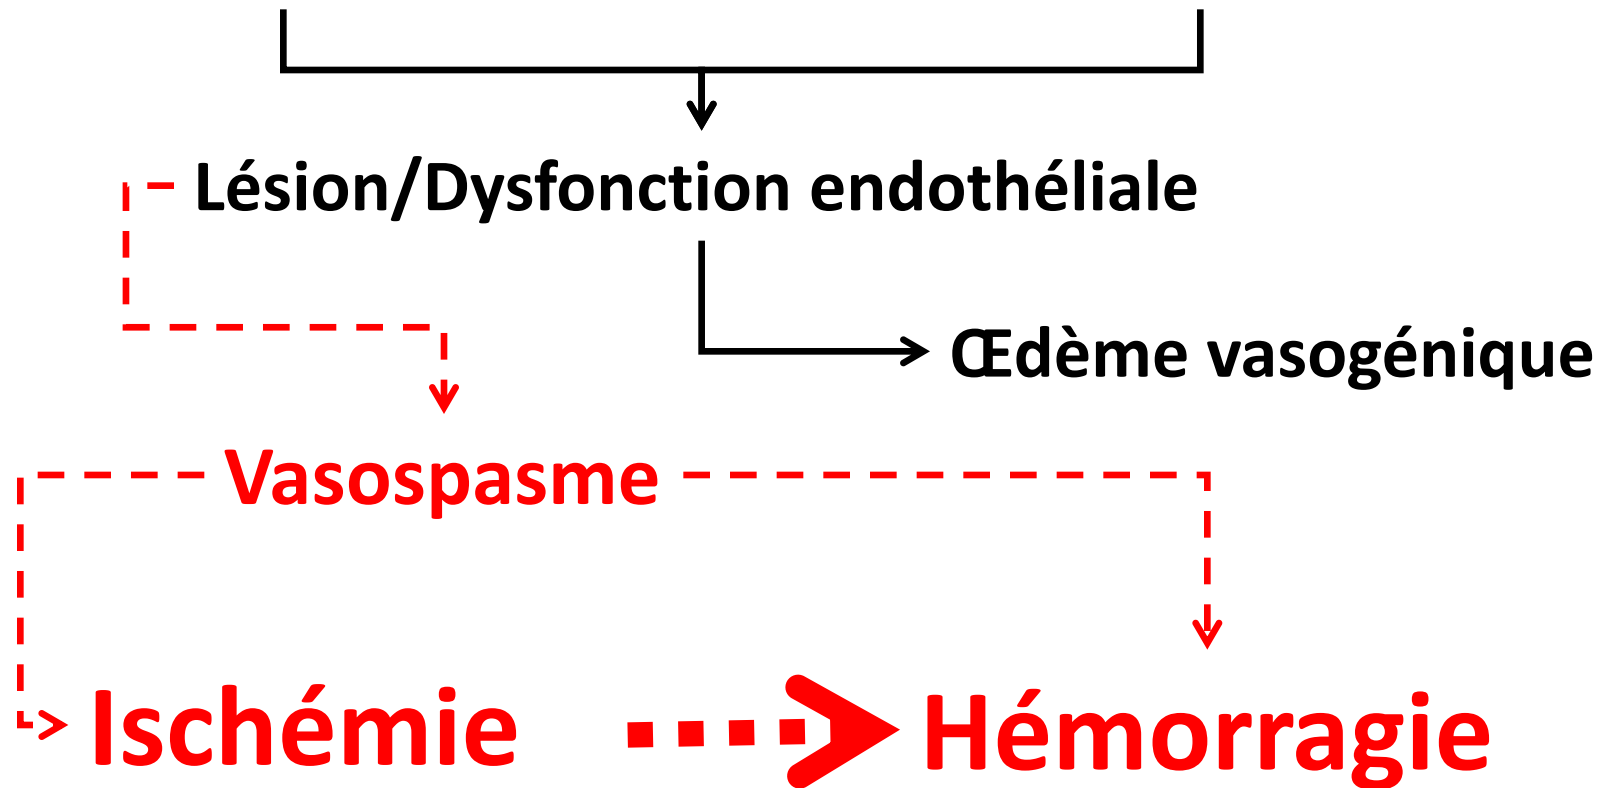 Lésion/Dysfonction endothéliale
Œdème vasogénique
Vasospasme
Ischémie
Hémorragie